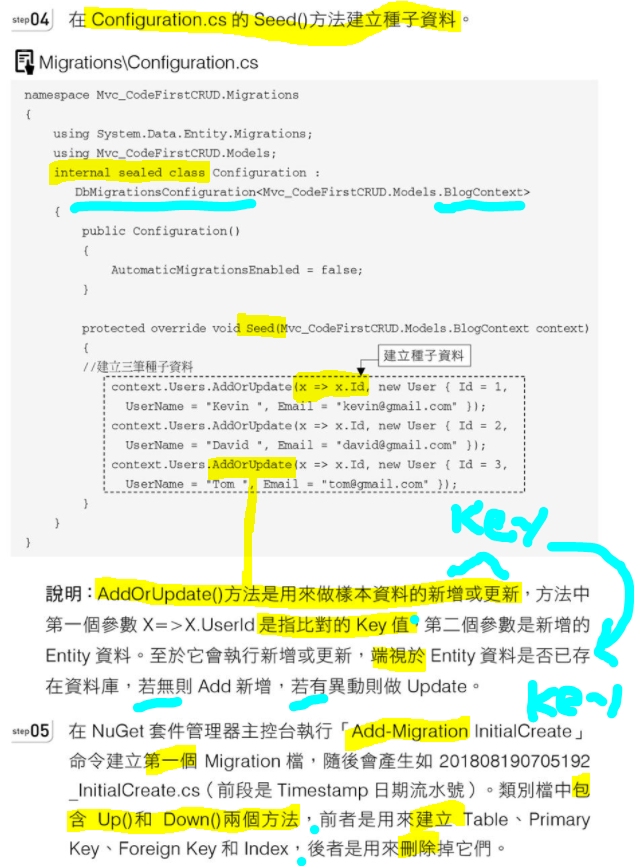 step04 在 Configuration.cs 的 Seed()方法建立種子資料。
Migrations\Configuration.cs
namespace Mvc_CodeFirstCRUD.Migrations
{
    using System.Data.Entity.Migrations;
    using Mvc_CodeFirstCRUD.Models;
    internal sealed class Configuration :
        DbMigrationsConfiguration<Mvc_CodeFirstCRUD.Models.BlogContext>
    {
        public Configuration()
        {
            AutomaticMigrationsEnabled = false;
        }
        protected override void Seed(Mvc_CodeFirstCRUD.Models.BlogContext context)
        {
建立種子資料
        //建立三筆種子資料
            context.Users.AddOrUpdate(x => x.Id, new User { Id = 1,
              UserName = "Kevin ", Email = "kevin@gmail.com" });
            context.Users.AddOrUpdate(x => x.Id, new User { Id = 2,
              UserName = "David ", Email = "david@gmail.com" });
            context.Users.AddOrUpdate(x => x.Id, new User { Id = 3,
              UserName = "Tom ", Email = "tom@gmail.com" });
        }
    }
}
Key
說明：AddOrUpdate()方法是用來做樣本資料的新增或更新，方法中
第一個參數 X=>X.UserId 是指比對的 Key 值，第二個參數是新增的
Entity 資料。至於它會執行新增或更新，端視於 Entity 資料是否已存
在資料庫，若無則 Add 新增，若有異動則做 Update。
Key
step05 在 NuGet 套件管理器主控台執行「Add-Migration InitialCreate」
命令建立第一個 Migration 檔，隨後會產生如 201808190705192
_InitialCreate.cs（前段是 Timestamp 日期流水號）。類別檔中包
含 Up()和 Down()兩個方法，前者是用來建立 Table、Primary
Key、Foreign Key 和 Index，後者是用來刪除掉它們。